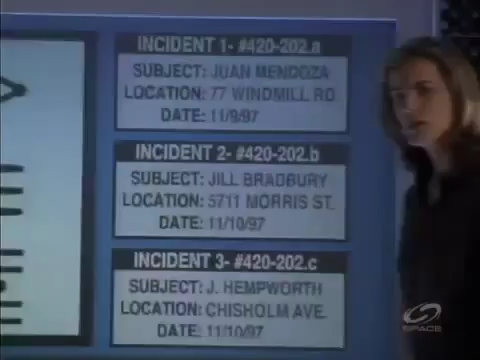 INCIDENT 1- #420-202.a
SUBJECT: JUAN MENDOZA
LOCATION: 77 WINDMILL RD.
DATE: 11/9/97
INCIDENT 2- #420-202.b
SUBJECT: JILL BRADBURY
LOCATION: 5711 MORRIS ST.
DATE: 11/10/97
INCIDENT 3- #420-202.c
SUBJECT: J. HEMPWORTH
LOCATION: CHISHOLM AVE.
DATE: 11/10/97
SPACE